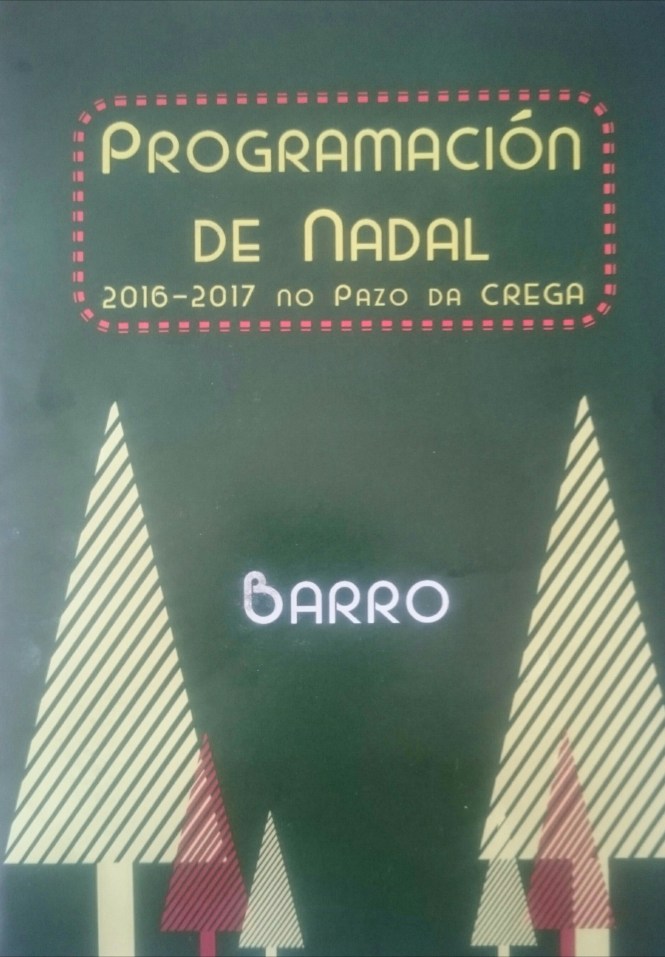 PROGRAMACIÓN
DE NADAL
2016-2017 NO PAZO DA CREGA
BARRO